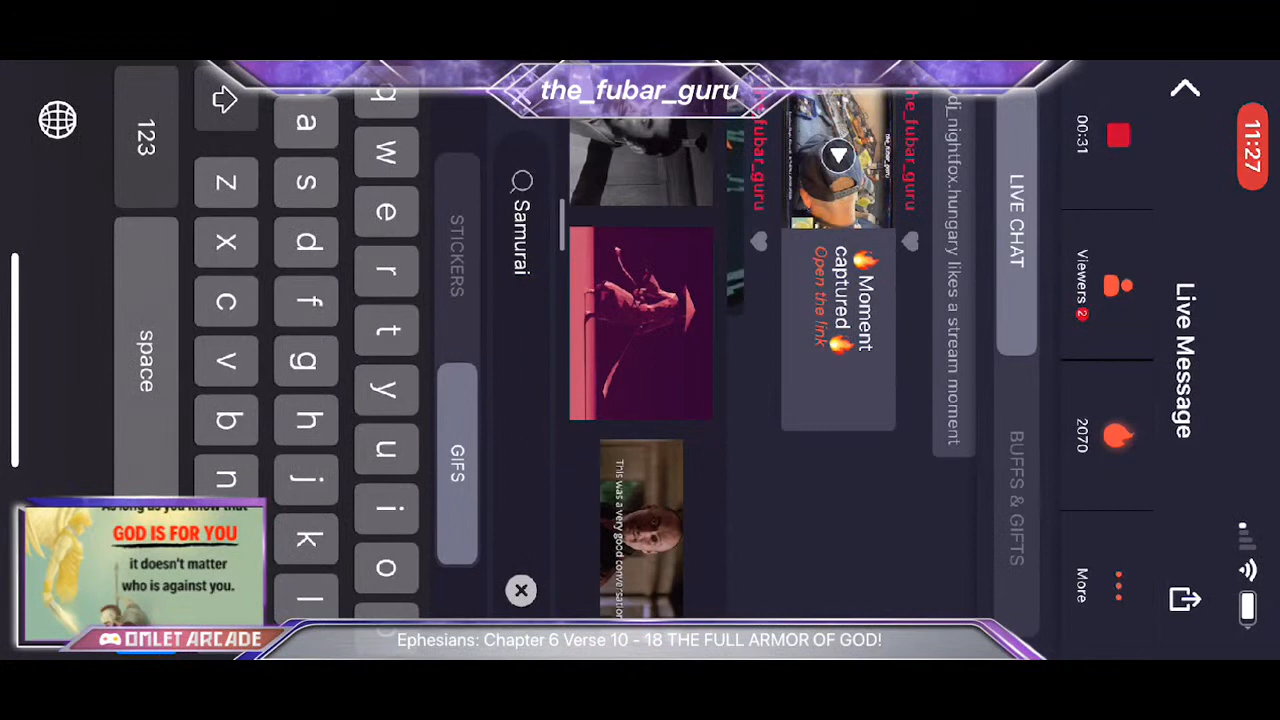 the_fubar_guru
11:27
Live Message
00:31
Viewers 2
2070
More
LIVE CHAT
BUFFS & GIFTS
dj_nightfox.hungary likes a stream moment
the_fubar_guru
🔥 Moment
captured 🔥
Open the link
the_fubar_guru
This was a very good conversation
Samurai
STICKERS
GIFS
q w e r t y u i o
a s d f g h j k l
z x c v b n
123
space
GOD IS FOR YOU
it doesn't matter
who is against you.
OMLET ARCADE
Ephesians: Chapter 6 Verse 10 - 18 THE FULL ARMOR OF GOD!